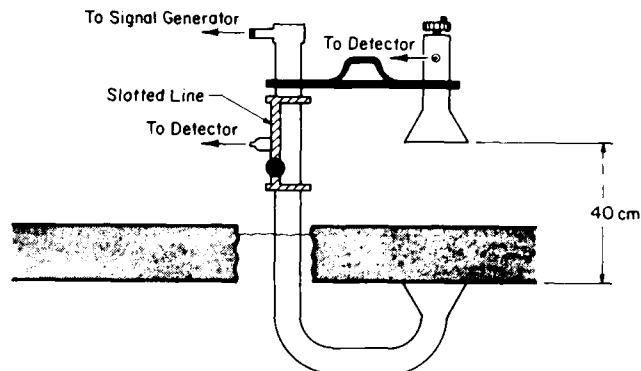 To Signal Generator
To Detector
Slotted Line
To Detector
40 cm